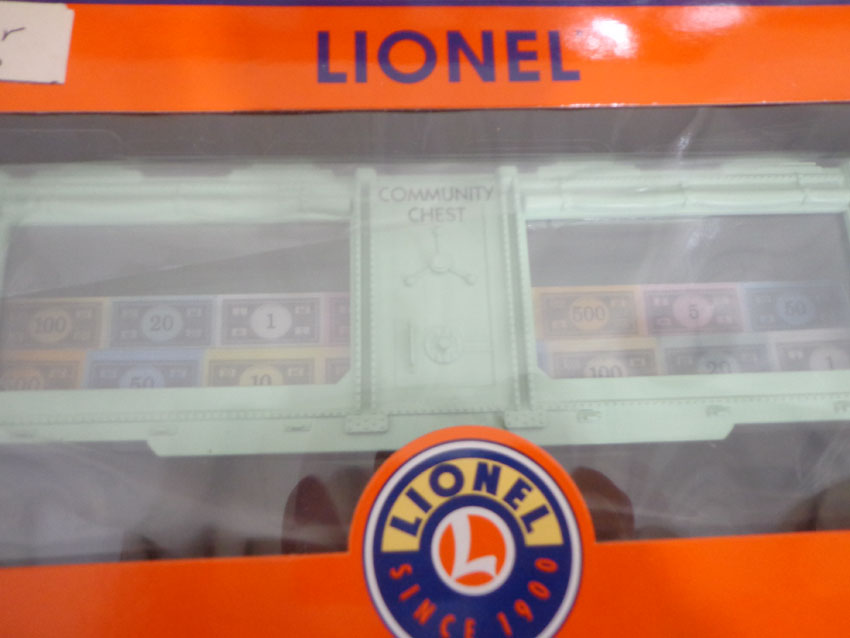 LIONEL
COMMUNITY
CHEST
100 20 1
500 5 50
50 10
100 20 1
LIONEL
L
SINCE 1900